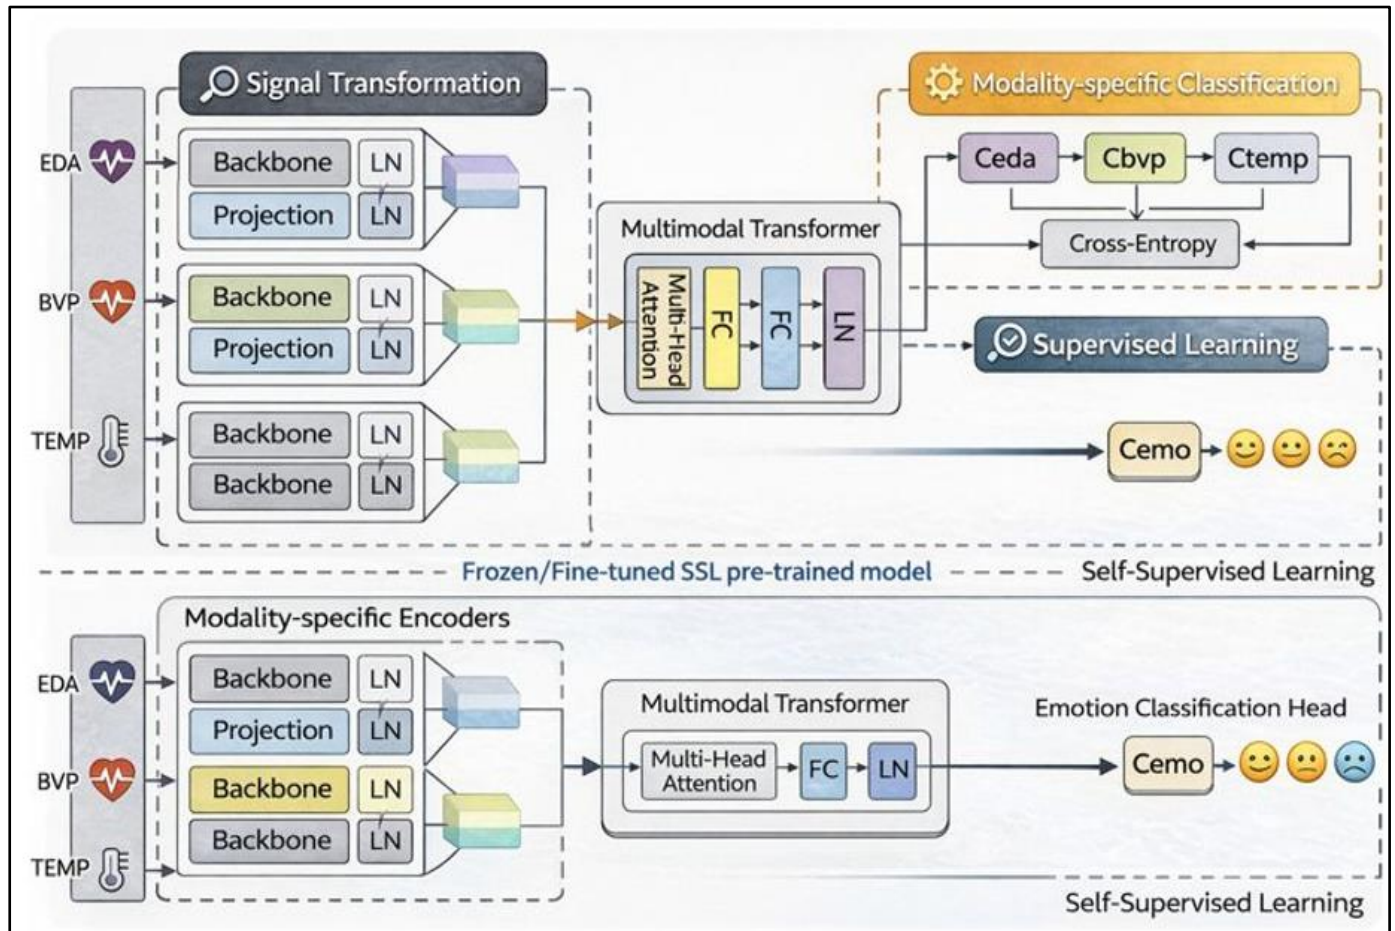 Signal Transformation
Modality-specific Classification
EDA
Backbone LN
Projection LN
BVP
Backbone LN
Projection LN
TEMP
Backbone LN
Backbone LN
Multimodal Transformer
Multi-Head
Attention
FC
FC
LN
Ceda
Cbvp
Ctemp
Cross-Entropy
Supervised Learning
Cemo
Frozen/Fine-tuned SSL pre-trained model
Self-Supervised Learning
Modality-specific Encoders
EDA
Backbone LN
Projection LN
BVP
Backbone LN
Backbone LN
TEMP
Multimodal Transformer
Multi-Head
Attention
FC
LN
Emotion Classification Head
Cemo
Self-Supervised Learning